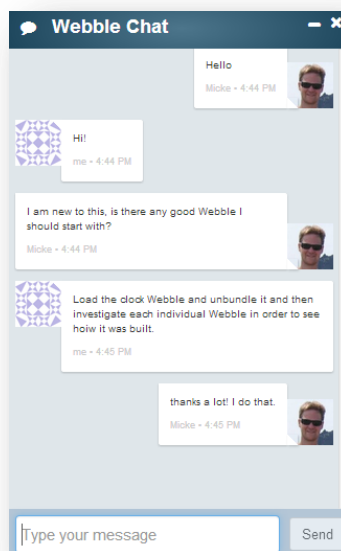 Webble Chat
Hello
Micke • 4:44 PM
Hi!
me • 4:44 PM
I am new to this, is there any good Webble I
should start with?
Micke • 4:44 PM
Load the clock Webble and unbundle it and then
investigate each individual Webble in order to see
hoiw it was built.
me • 4:45 PM
thanks a lot! I do that.
Micke • 4:45 PM
Type your message
Send